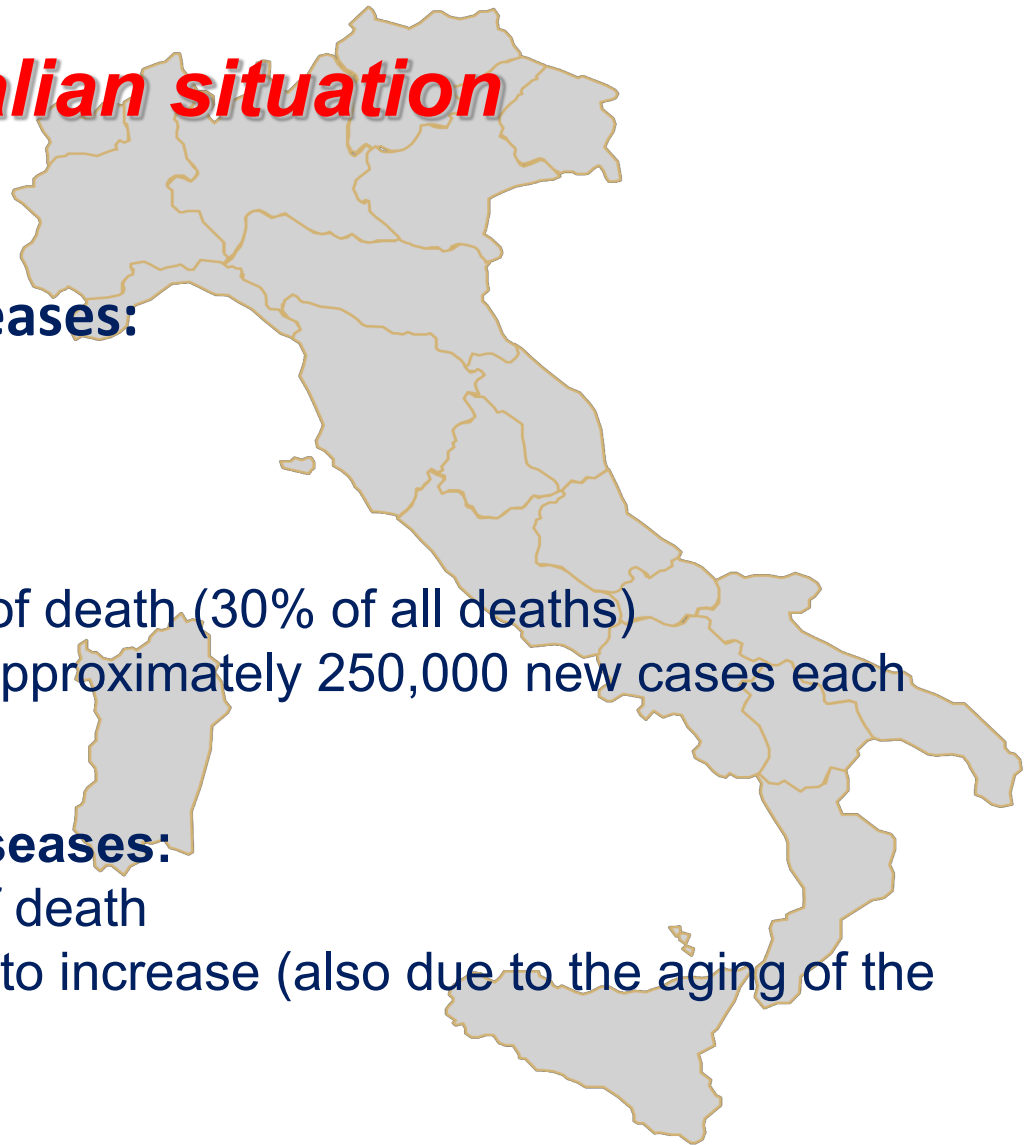 alian situation
eases:
of death (30% of all deaths)
pproximately 250,000 new cases each
seases:
f death
to increase (also due to the aging of the